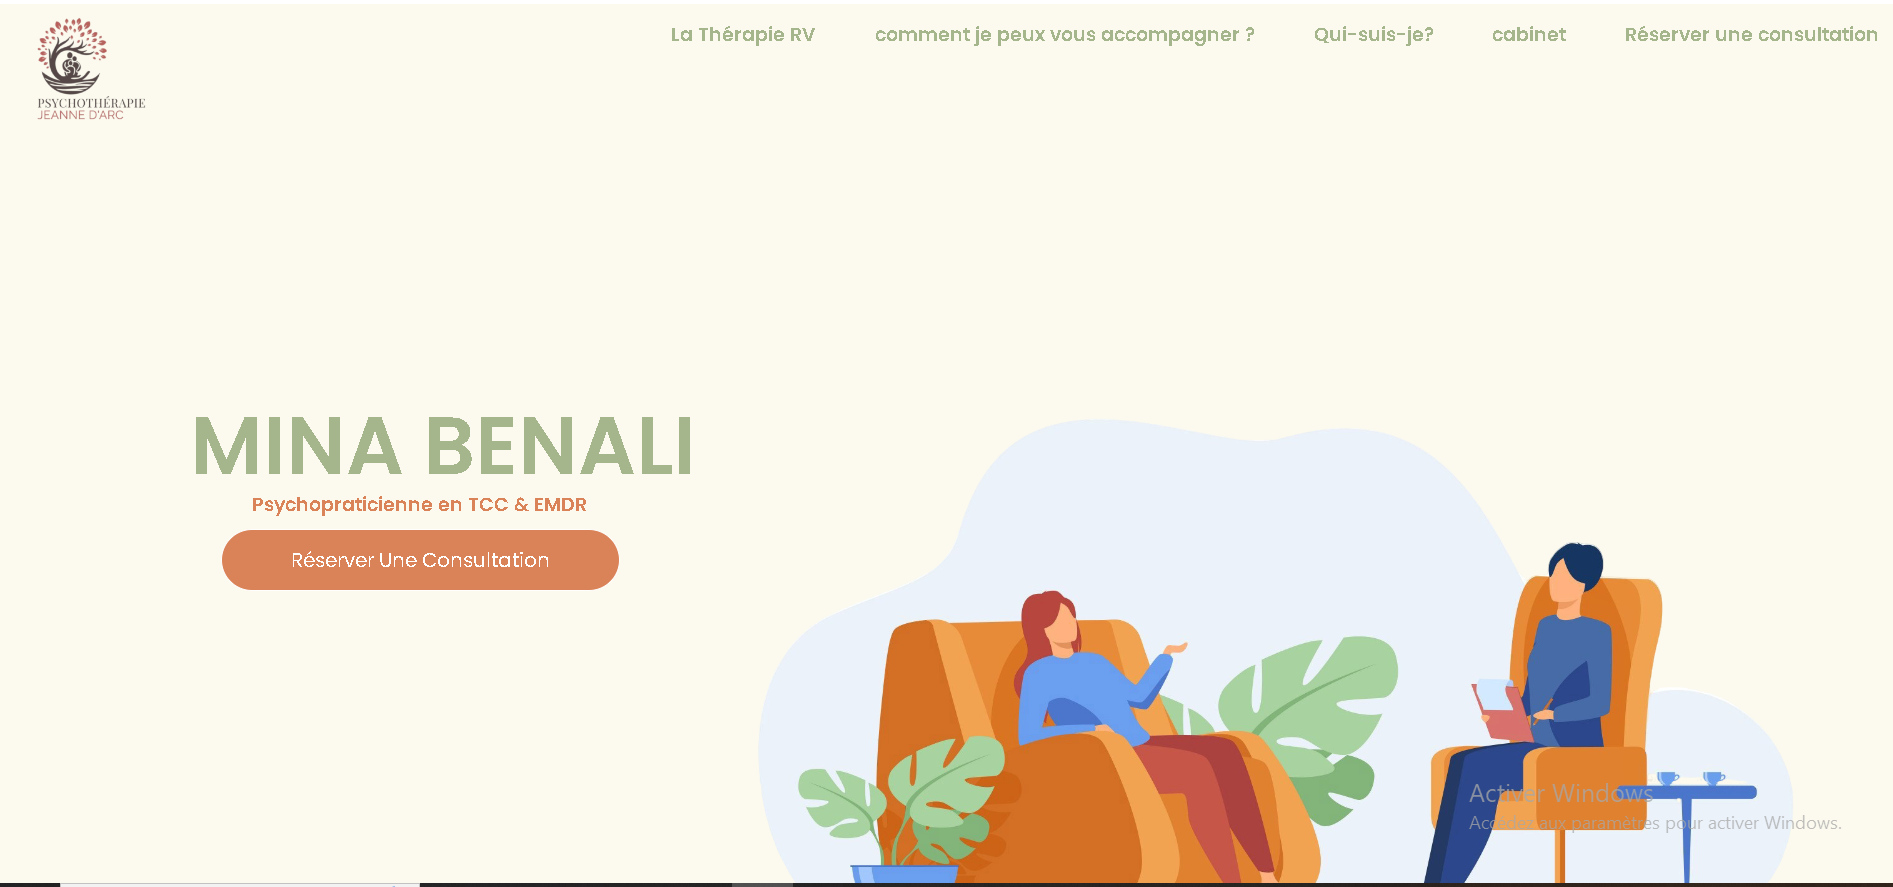 La Thérapie RV comment je peux vous accompagner ? Qui-suis-je? cabinet Réserver une consultation
PSYCHOTHÉRAPIE
JEANNE D'ARC
MINA BENALI
Psychopraticienne en TCC & EMDR
Réserver Une Consultation
Activer Windows
Accédez aux paramètres pour activer Windows.